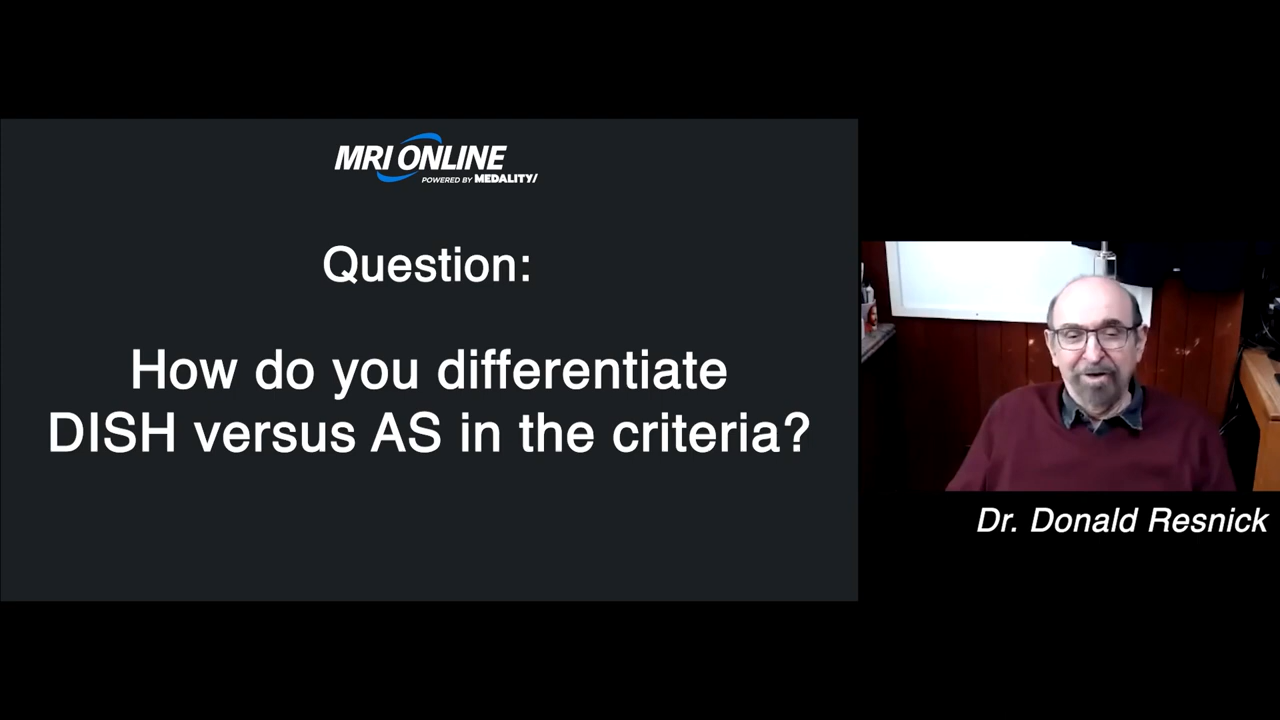 MRI ONLINE
POWERED BY MEDALITY/
Question:
How do you differentiate
DISH versus AS in the criteria?
Dr. Donald Resnick